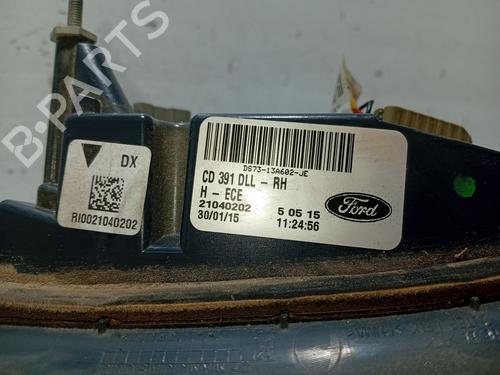 B-PARTS
DX
RI0021040202
DS73-13A602-JE
CD 391 DLL - RH
H - ECE
21040202
5 05 15
30/01/15
11:24:56
Ford